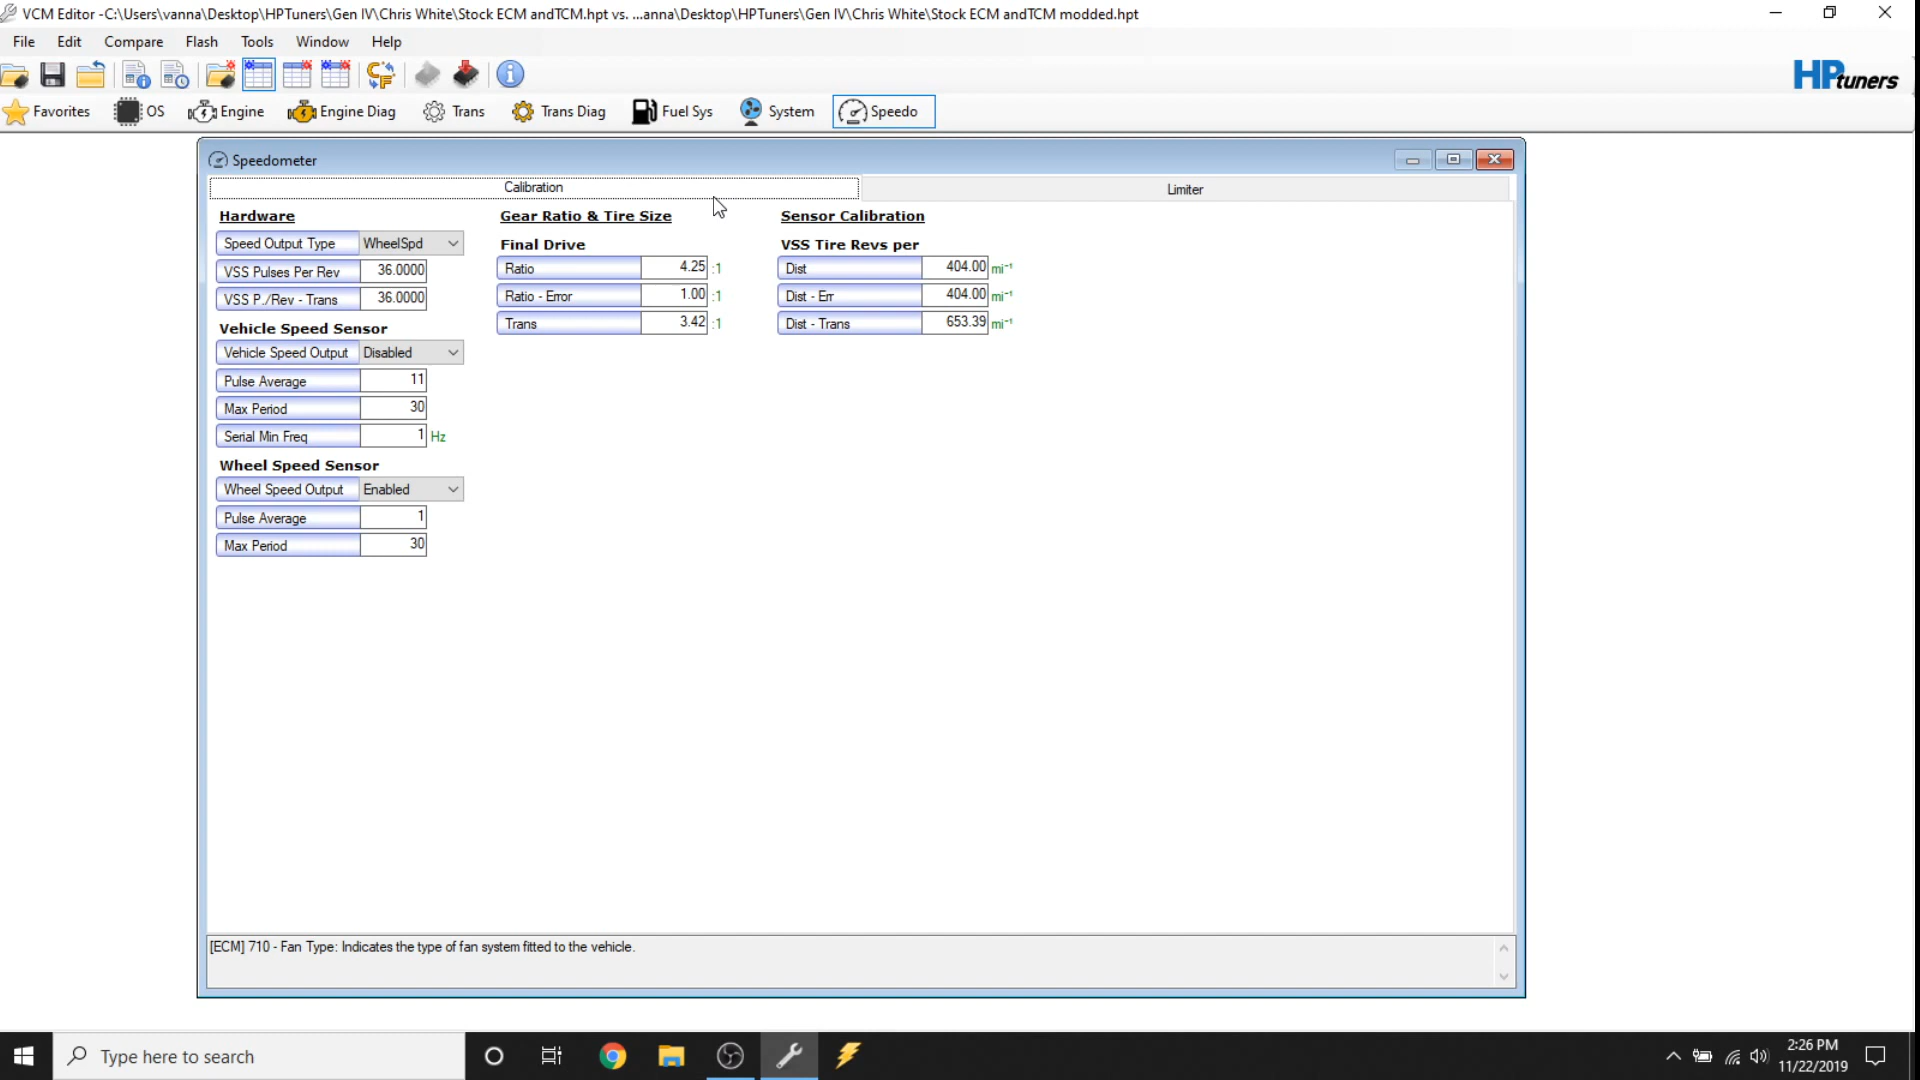 VCM Editor -C:\Users\vanna\Desktop\HPTuners\Gen IV\Chris White\Stock ECM andTCM.hpt vs. ...anna\Desktop\HPTuners\Gen IV\Chris White\Stock ECM andTCM modded.hpt
File Edit Compare Flash Tools Window Help
HPtuners
Favorites OS Engine Engine Diag Trans Trans Diag Fuel Sys System Speedo
Speedometer
Calibration Limiter
Hardware
Speed Output Type WheelSpd
VSS Pulses Per Rev 36.0000
VSS P./Rev - Trans 36.0000
Vehicle Speed Sensor
Vehicle Speed Output Disabled
Pulse Average 11
Max Period 30
Serial Min Freq 1 Hz
Wheel Speed Sensor
Wheel Speed Output Enabled
Pulse Average 1
Max Period 30
Gear Ratio & Tire Size
Final Drive
Ratio 4.25 :1
Ratio - Error 1.00 :1
Trans 3.42 :1
Sensor Calibration
VSS Tire Revs per
Dist 404.00 mi⁻¹
Dist - Err 404.00 mi⁻¹
Dist - Trans 653.39 mi⁻¹
[ECM] 710 - Fan Type: Indicates the type of fan system fitted to the vehicle.
Type here to search
2:26 PM
11/22/2019